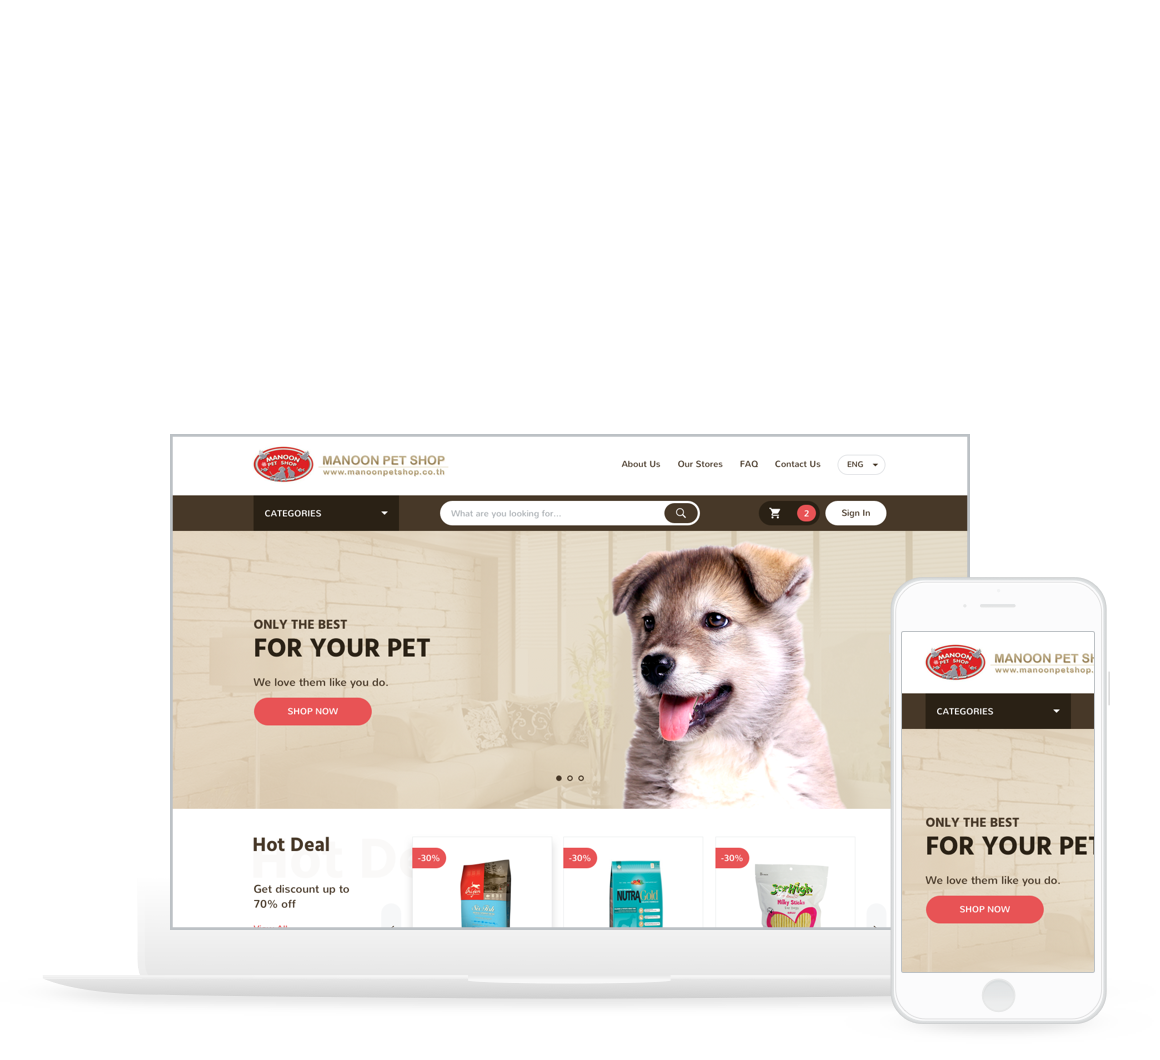 MANOON
PET SHOP
MANOON PET SHOP
www.manoonpetshop.co.th
About Us
Our Stores
FAQ
Contact Us
ENG
CATEGORIES
What are you looking for...
2
Sign In
ONLY THE BEST
FOR YOUR PET
We love them like you do.
SHOP NOW
Hot Deal
Hot De
Get discount up to
70% off
-30%
-30%
NUTRA Gold
-30%
JerHigh
Milky Sticks
MANOON
PET SHOP
MANOON PET SH
www.manoonpetshop.
CATEGORIES
ONLY THE BEST
FOR YOUR PET
We love them like you do.
SHOP NOW